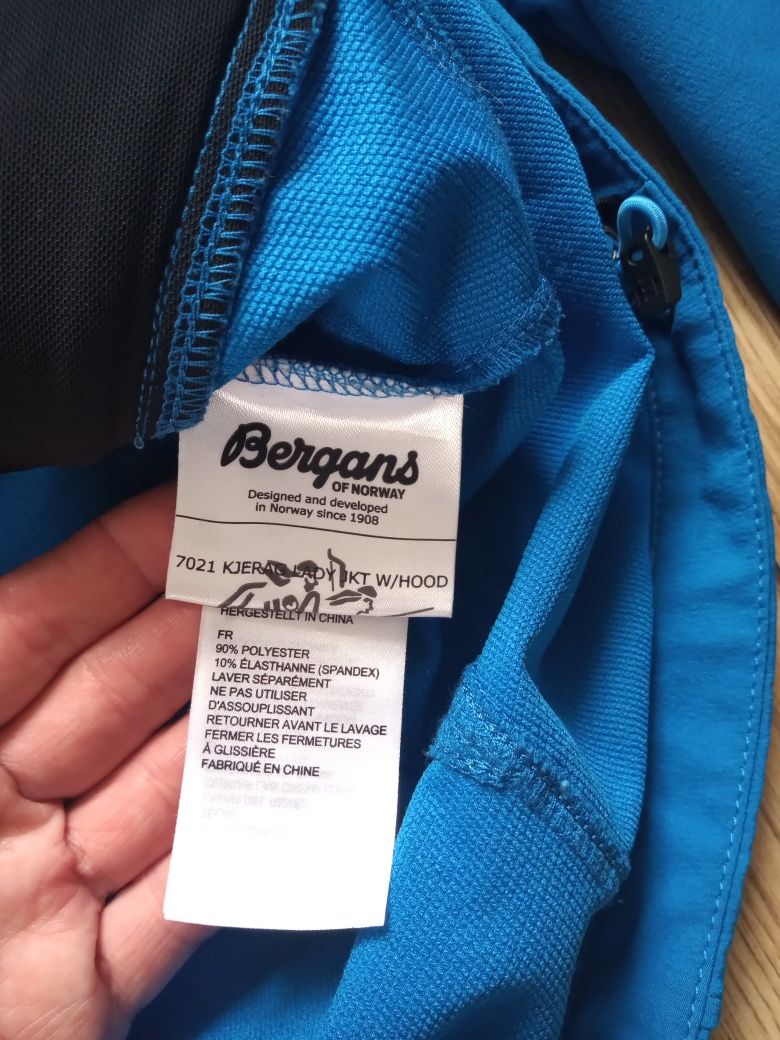 Bergans
OF NORWAY
Designed and developed
in Norway since 1908
7021 KJERAG LADY JKT W/HOOD
HERGESTELLT IN CHINA
FR
90% POLYESTER
10% ÉLASTHANNE (SPANDEX)
LAVER SÉPARÉMENT
NE PAS UTILISER
D'ASSOUPLISSANT
RETOURNER AVANT LE LAVAGE
FERMER LES FERMETURES
À GLISSIÈRE
FABRIQUÉ EN CHINE